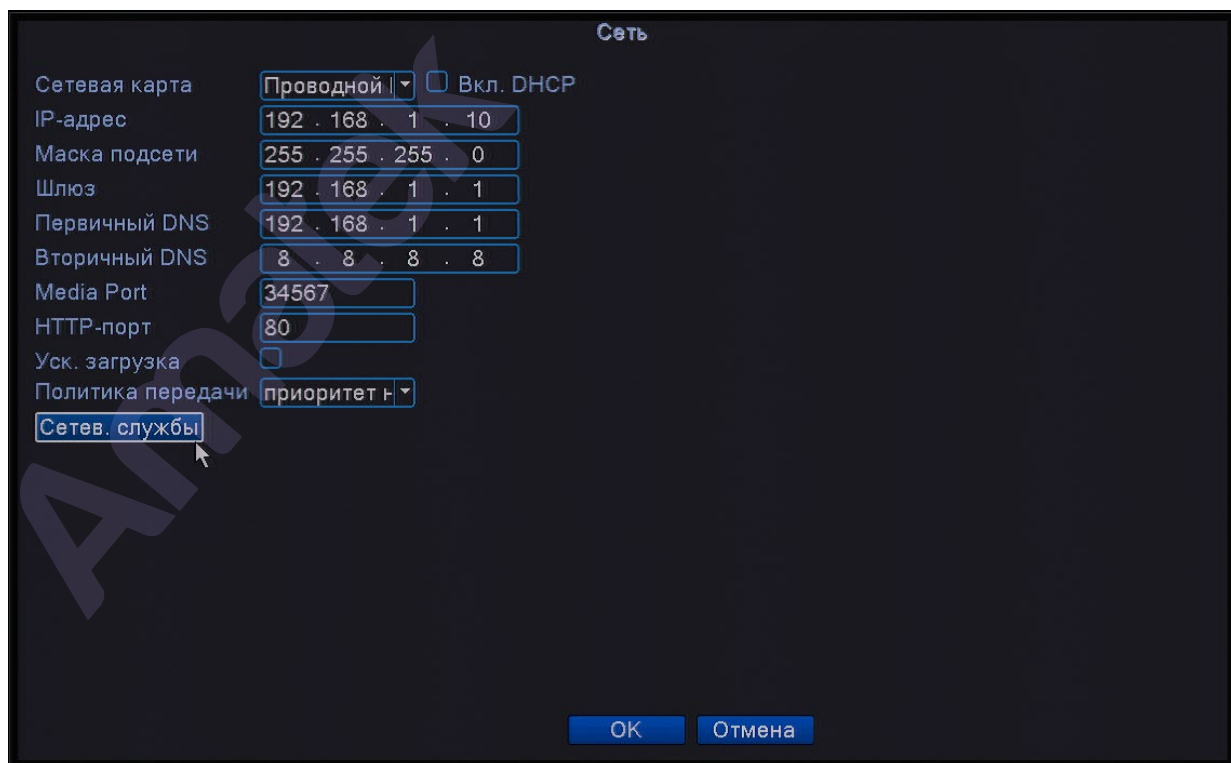 Сеть
Сетевая карта Проводной Вкл. DHCP
IP-адрес 192 . 168 . 1 . 10
Маска подсети 255 . 255 . 255 . 0
Шлюз 192 . 168 . 1 . 1
Первичный DNS 192 . 168 . 1 . 1
Вторичный DNS 8 . 8 . 8 . 8
Media Port 34567
HTTP-порт 80
Уск. загрузка
Политика передачи приоритет
Сетев. службы
OK Отмена
Amatek